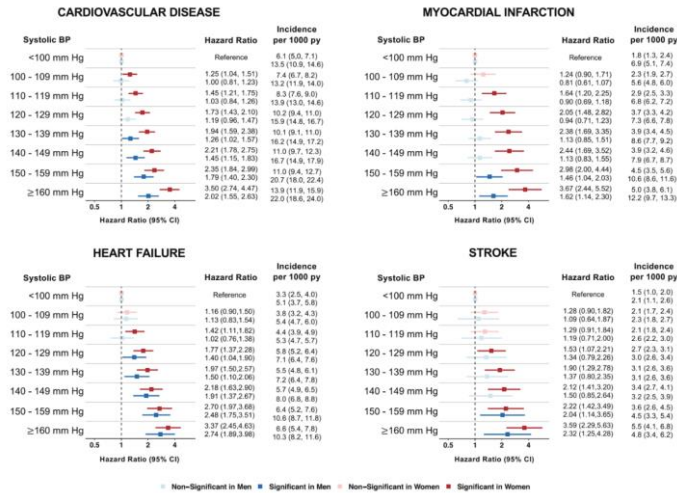 CARDIOVASCULAR DISEASE
Systolic BP Hazard Ratio Incidence per 1000 py
<100 mm Hg Reference 6.1 (5.0, 7.1)
13.5 (10.9, 14.6)
100 - 109 mm Hg 1.25 (1.04, 1.51) 7.4 (6.7, 8.2)
1.00 (0.81, 1.23) 13.2 (11.9, 14.0)
110 - 119 mm Hg 1.45 (1.21, 1.75) 8.3 (7.6, 9.0)
1.03 (0.84, 1.26) 13.9 (13.0, 14.6)
120 - 129 mm Hg 1.73 (1.43, 2.10) 10.2 (9.4, 11.0)
1.19 (0.96, 1.47) 15.9 (14.8, 16.7)
130 - 139 mm Hg 1.94 (1.59, 2.38) 10.1 (9.1, 11.0)
1.26 (1.02, 1.57) 16.2 (14.9, 17.2)
140 - 149 mm Hg 2.21 (1.78, 2.75) 11.0 (9.7, 12.3)
1.45 (1.15, 1.83) 16.7 (14.9, 17.9)
150 - 159 mm Hg 2.35 (1.84, 2.99) 11.0 (9.4, 12.7)
1.79 (1.40, 2.30) 20.7 (18.0, 22.4)
≥160 mm Hg 3.50 (2.74, 4.47) 13.9 (11.9, 15.9)
2.02 (1.55, 2.63) 22.0 (18.6, 24.0)
0.5 1 2 4
Hazard Ratio (95% CI)
MYOCARDIAL INFARCTION
Systolic BP Hazard Ratio Incidence per 1000 py
<100 mm Hg Reference 1.8 (1.3, 2.4)
6.9 (5.1, 7.4)
100 - 109 mm Hg 1.24 (0.90, 1.71) 2.3 (1.9, 2.7)
0.81 (0.61, 1.07) 5.6 (4.8, 6.0)
110 - 119 mm Hg 1.64 (1.20, 2.25) 2.9 (2.5, 3.3)
0.90 (0.69, 1.18) 6.8 (6.2, 7.2)
120 - 129 mm Hg 2.05 (1.48, 2.82) 3.7 (3.3, 4.2)
0.94 (0.71, 1.23) 7.3 (6.6, 7.8)
130 - 139 mm Hg 2.38 (1.69, 3.35) 3.9 (3.4, 4.5)
1.13 (0.85, 1.51) 8.6 (7.7, 9.2)
140 - 149 mm Hg 2.44 (1.69, 3.52) 3.9 (3.2, 4.6)
1.13 (0.83, 1.55) 7.9 (6.7, 8.7)
150 - 159 mm Hg 2.98 (2.00, 4.44) 4.5 (3.5, 5.6)
1.46 (1.04, 2.03) 10.6 (8.6, 11.6)
≥160 mm Hg 3.67 (2.44, 5.52) 5.0 (3.8, 6.1)
1.62 (1.14, 2.30) 12.2 (9.7, 13.3)
0.5 1 2 4
Hazard Ratio (95% CI)
HEART FAILURE
Systolic BP Hazard Ratio Incidence per 1000 py
<100 mm Hg Reference 3.3 (2.5, 4.0)
5.1 (3.7, 5.8)
100 - 109 mm Hg 1.16 (0.90,1.50) 3.8 (3.2, 4.3)
1.13 (0.83,1.54) 5.4 (4.7, 6.0)
110 - 119 mm Hg 1.42 (1.11,1.82) 4.4 (3.9, 4.9)
1.02 (0.76,1.38) 5.3 (4.7, 5.7)
120 - 129 mm Hg 1.77 (1.37,2.28) 5.8 (5.2, 6.4)
1.40 (1.04,1.90) 7.1 (6.4, 7.6)
130 - 139 mm Hg 1.97 (1.50,2.57) 5.5 (4.8, 6.1)
1.50 (1.10,2.06) 7.2 (6.4, 7.8)
140 - 149 mm Hg 2.18 (1.63,2.90) 5.7 (4.9, 6.5)
1.91 (1.37,2.67) 8.0 (6.8, 8.8)
150 - 159 mm Hg 2.70 (1.97,3.68) 6.4 (5.2, 7.6)
2.48 (1.75,3.51) 10.6 (8.7, 11.8)
≥160 mm Hg 3.37 (2.45,4.63) 6.6 (5.4, 7.8)
2.74 (1.89,3.98) 10.3 (8.2, 11.6)
0.5 1 2 4
Hazard Ratio (95% CI)
STROKE
Systolic BP Hazard Ratio Incidence per 1000 py
<100 mm Hg Reference 1.5 (1.0, 2.0)
2.1 (1.1, 2.6)
100 - 109 mm Hg 1.28 (0.90,1.82) 2.1 (1.7, 2.4)
1.09 (0.64,1.87) 2.3 (1.8, 2.7)
110 - 119 mm Hg 1.29 (0.91,1.84) 2.1 (1.8, 2.4)
1.19 (0.71,2.00) 2.6 (2.2, 3.0)
120 - 129 mm Hg 1.53 (1.07,2.21) 2.7 (2.3, 3.1)
1.34 (0.79,2.26) 3.0 (2.6, 3.4)
130 - 139 mm Hg 1.90 (1.29,2.78) 3.1 (2.6, 3.6)
1.37 (0.80,2.35) 3.1 (2.6, 3.6)
140 - 149 mm Hg 2.12 (1.41,3.20) 3.4 (2.7, 4.1)
1.50 (0.85,2.64) 3.2 (2.5, 3.9)
150 - 159 mm Hg 2.22 (1.42,3.49) 3.6 (2.6, 4.5)
2.04 (1.14,3.65) 4.5 (3.3, 5.4)
≥160 mm Hg 3.59 (2.29,5.63) 5.5 (4.1, 6.8)
2.32 (1.25,4.28) 4.8 (3.4, 6.2)
0.5 1 2 4
Hazard Ratio (95% CI)
Non-Significant in Men Significant in Men Non-Significant in Women Significant in Women